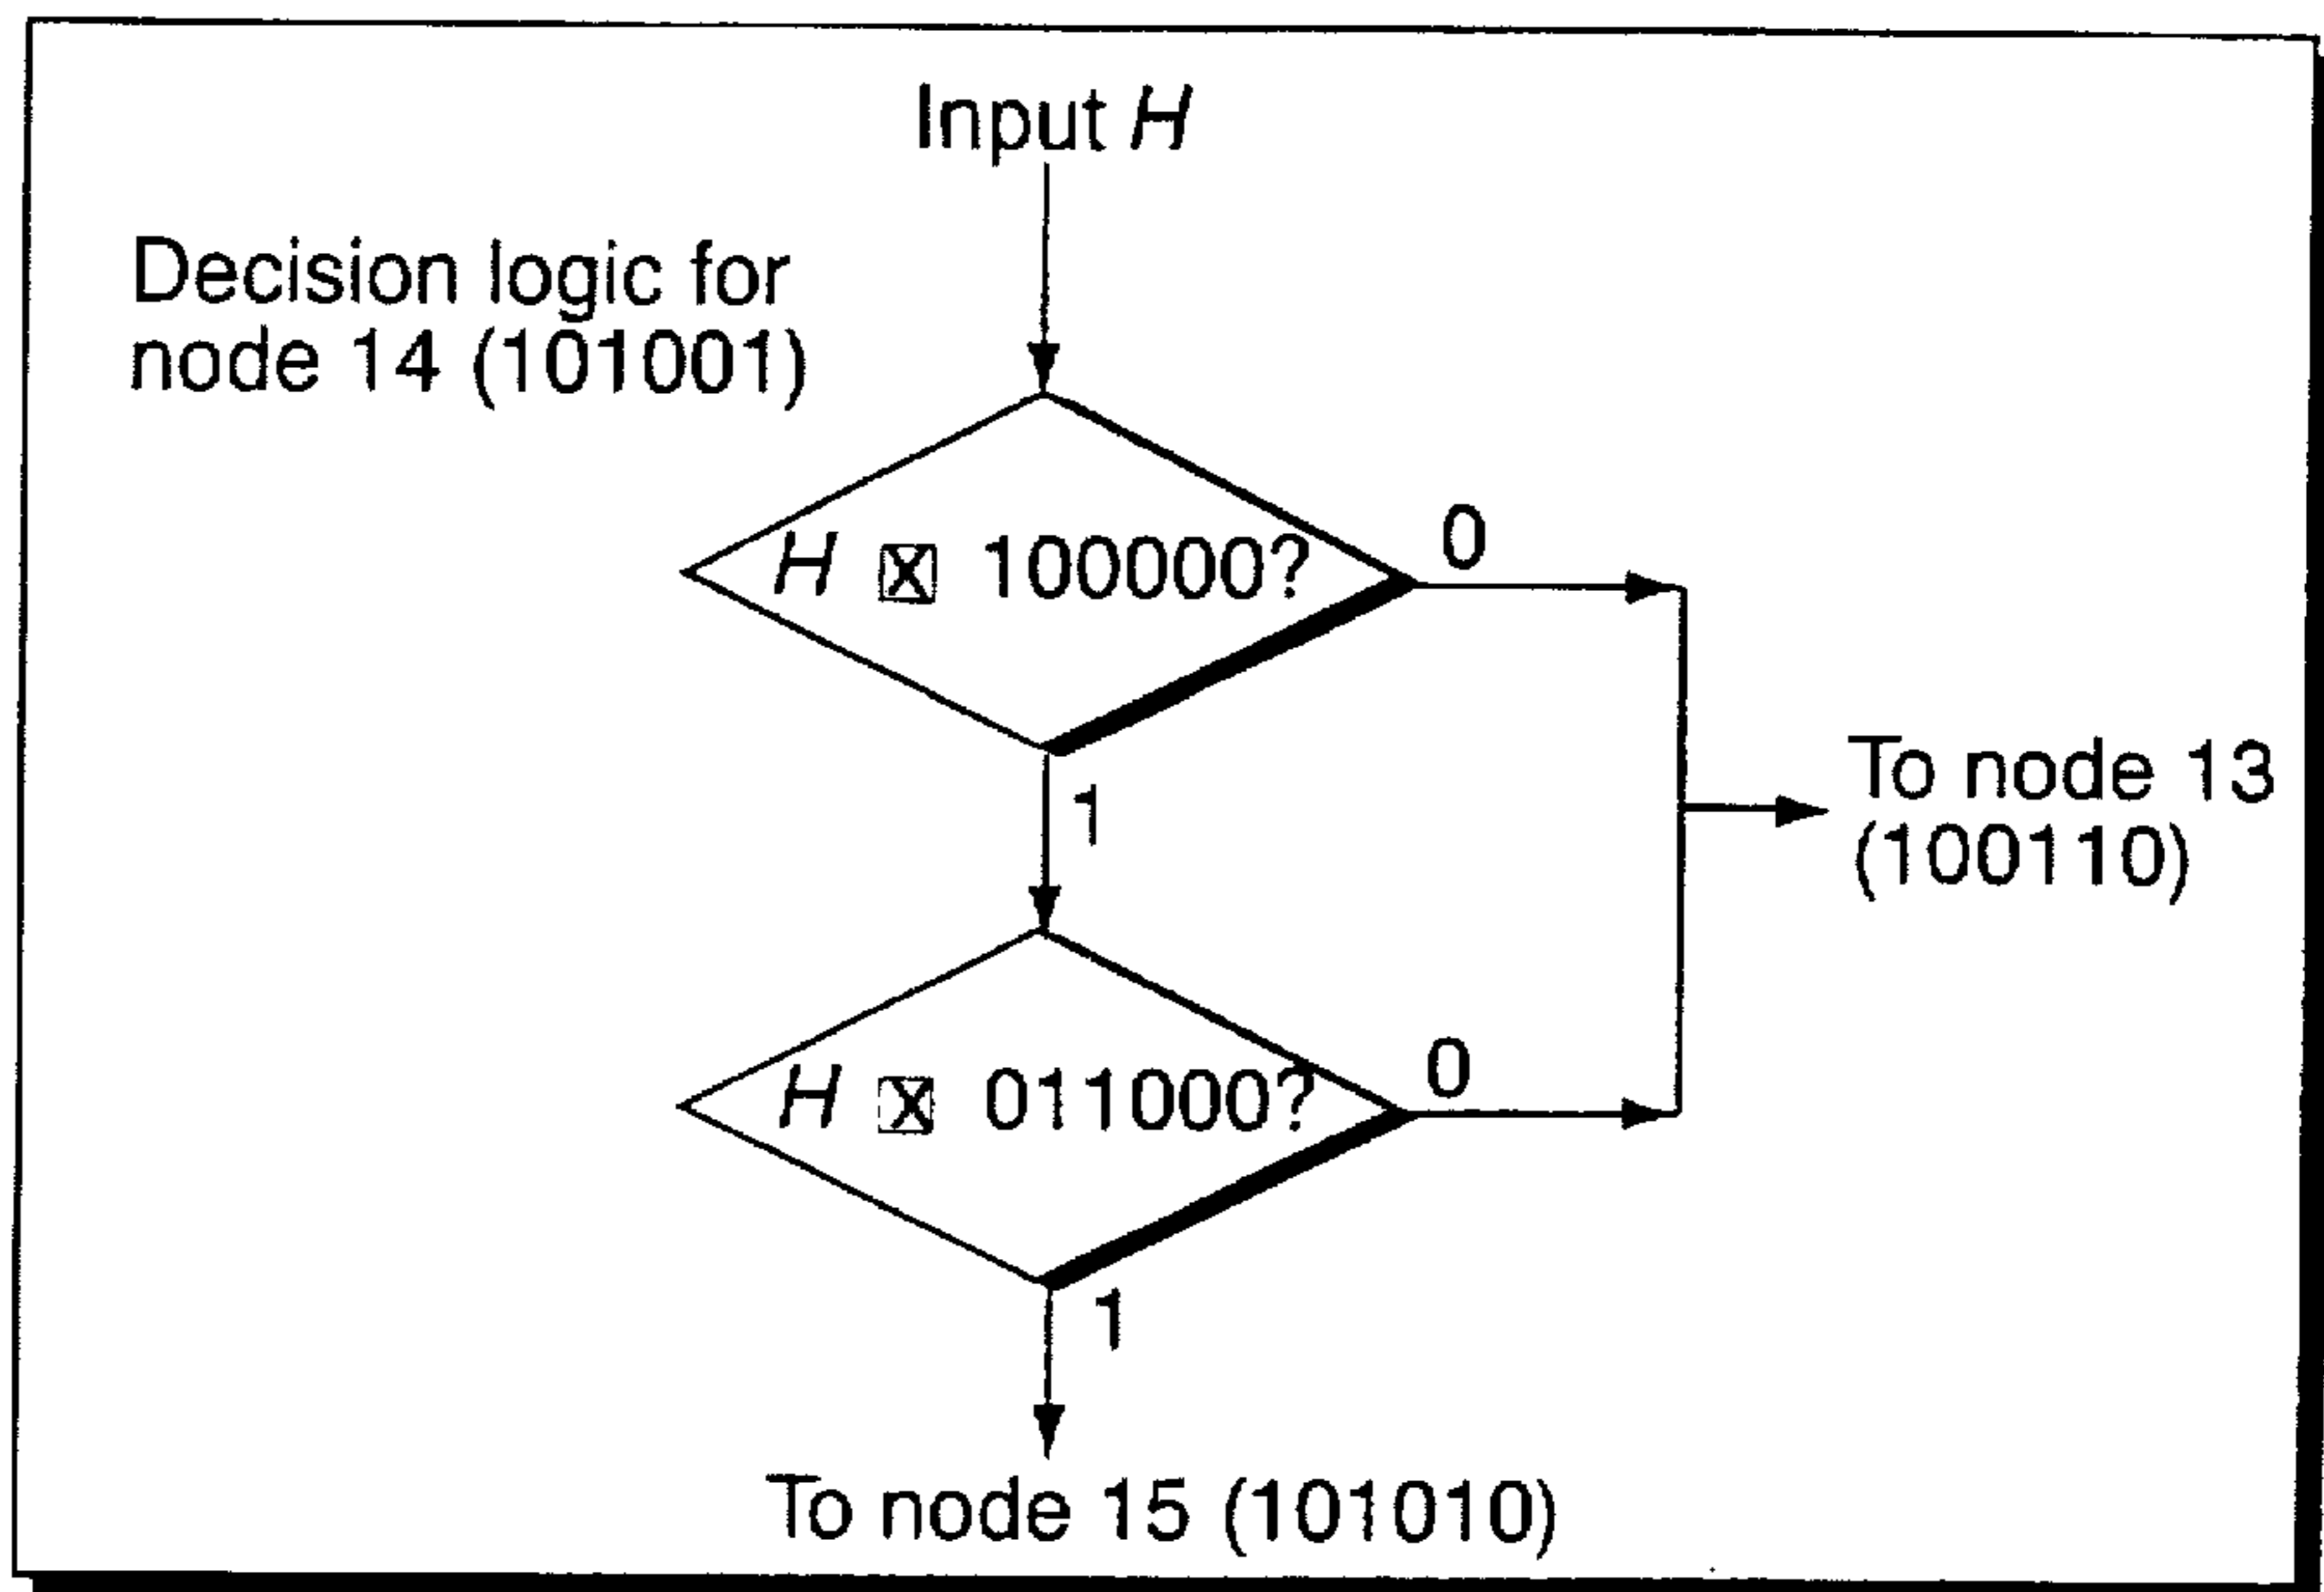 Input H
Decision logic for
node 14 (101001)
H ☒ 100000?
0
1
To node 13
(100110)
H ☒ 011000?
0
1
To node 15 (101010)